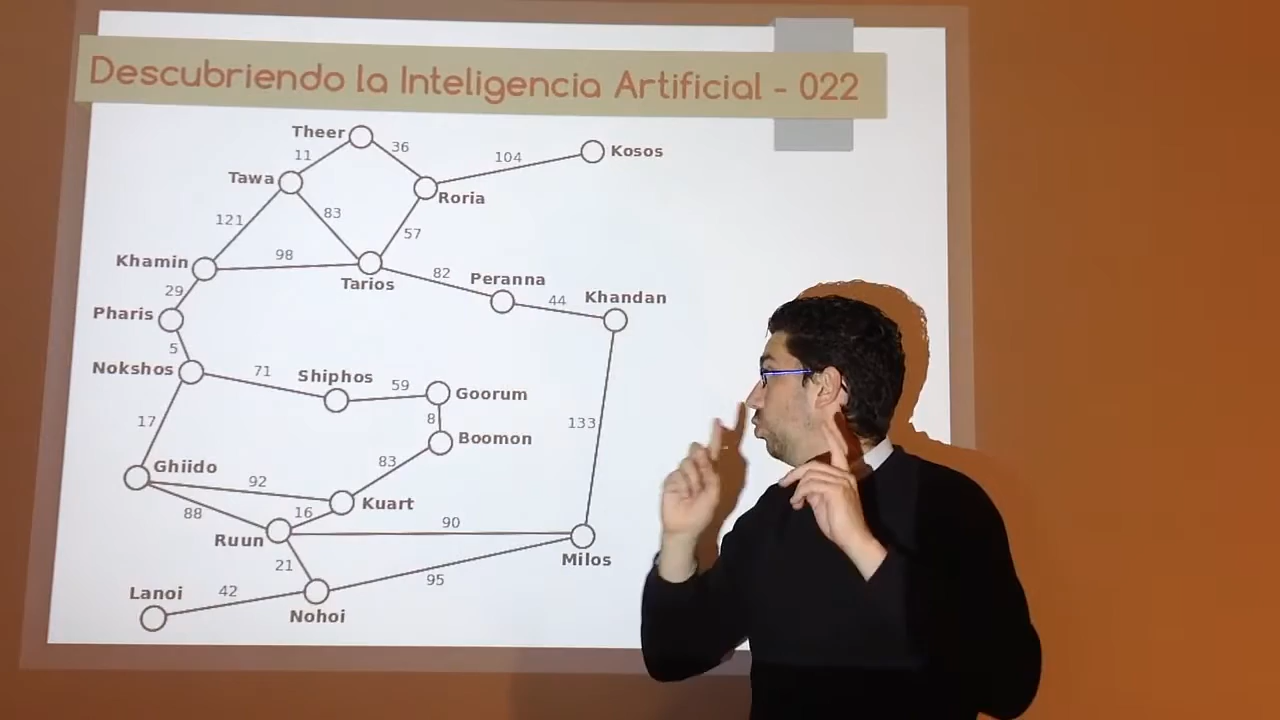 Descubriendo la Inteligencia Artificial - 022
Theer
36
11
104
Kosos
Tawa
Roria
121
83
57
98
Khamin
Tarios
82
Peranna
29
44
Khandan
Pharis
5
Nokshos
71
Shiphos
59
Goorum
8
17
133
Boomon
Ghiido
83
92
Kuart
88
16
90
Ruun
Milos
21
95
Lanoi
42
Nohoi